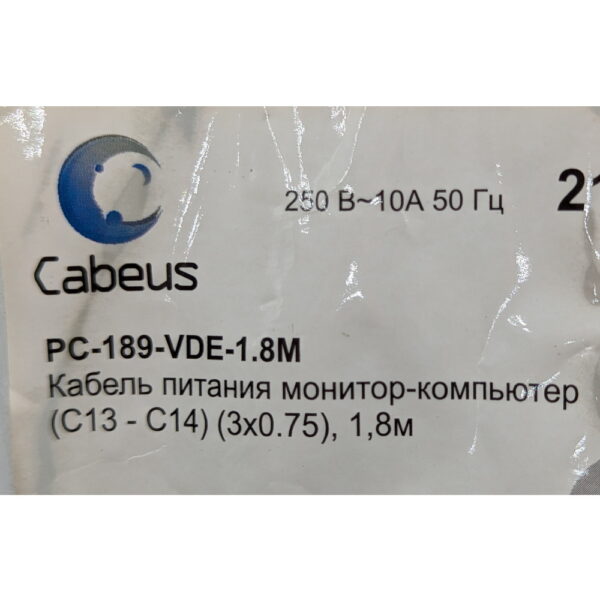 250 В~10А 50 Гц
Cabeus
PC-189-VDE-1.8M
Кабель питания монитор-компьютер
(С13 - С14) (3х0.75), 1,8м